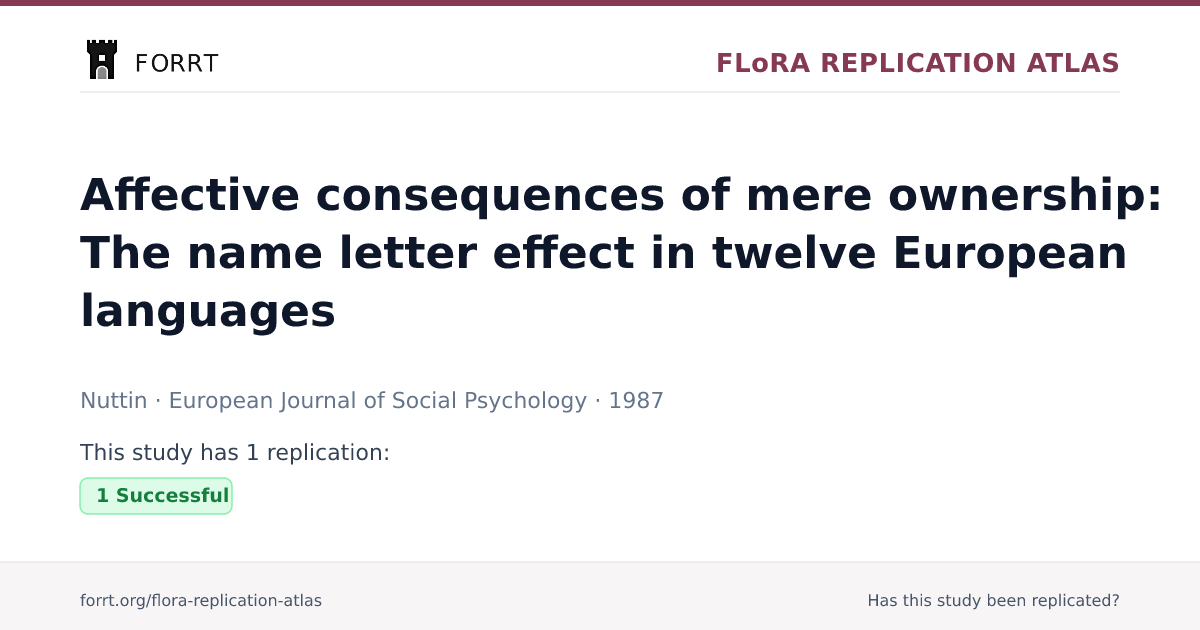 FORRT
FLoRA REPLICATION ATLAS
Affective consequences of mere ownership:
The name letter effect in twelve European
languages
Nuttin · European Journal of Social Psychology · 1987
This study has 1 replication:
1 Successful
forrt.org/flora-replication-atlas
Has this study been replicated?